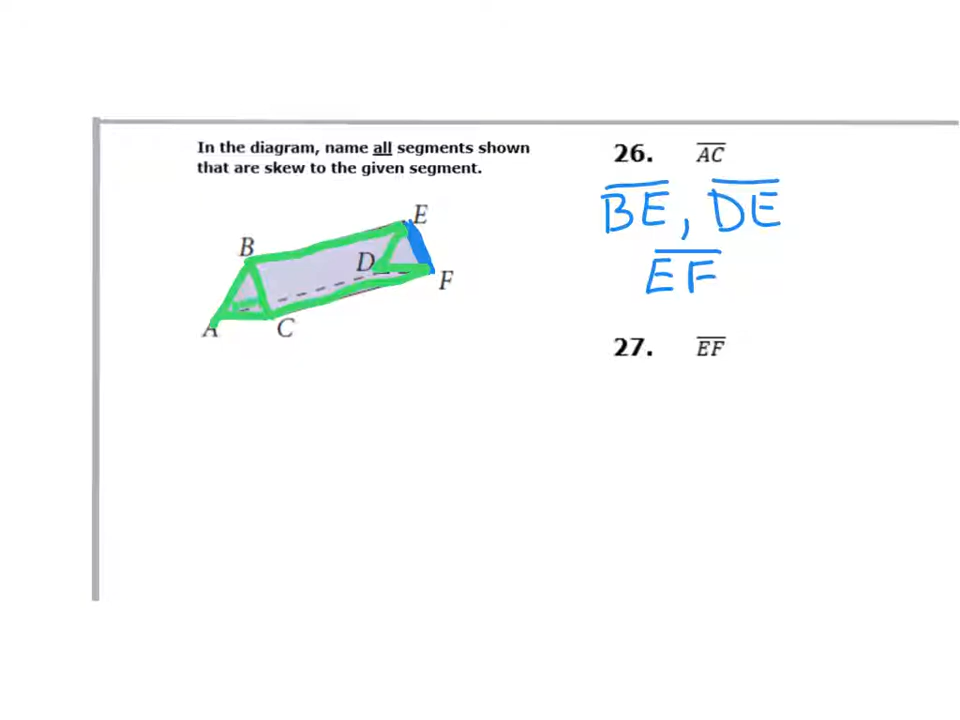 In the diagram, name all segments shown
that are skew to the given segment.
26. AC
BE, DE
EF
E
B
D
F
A
C
27. EF